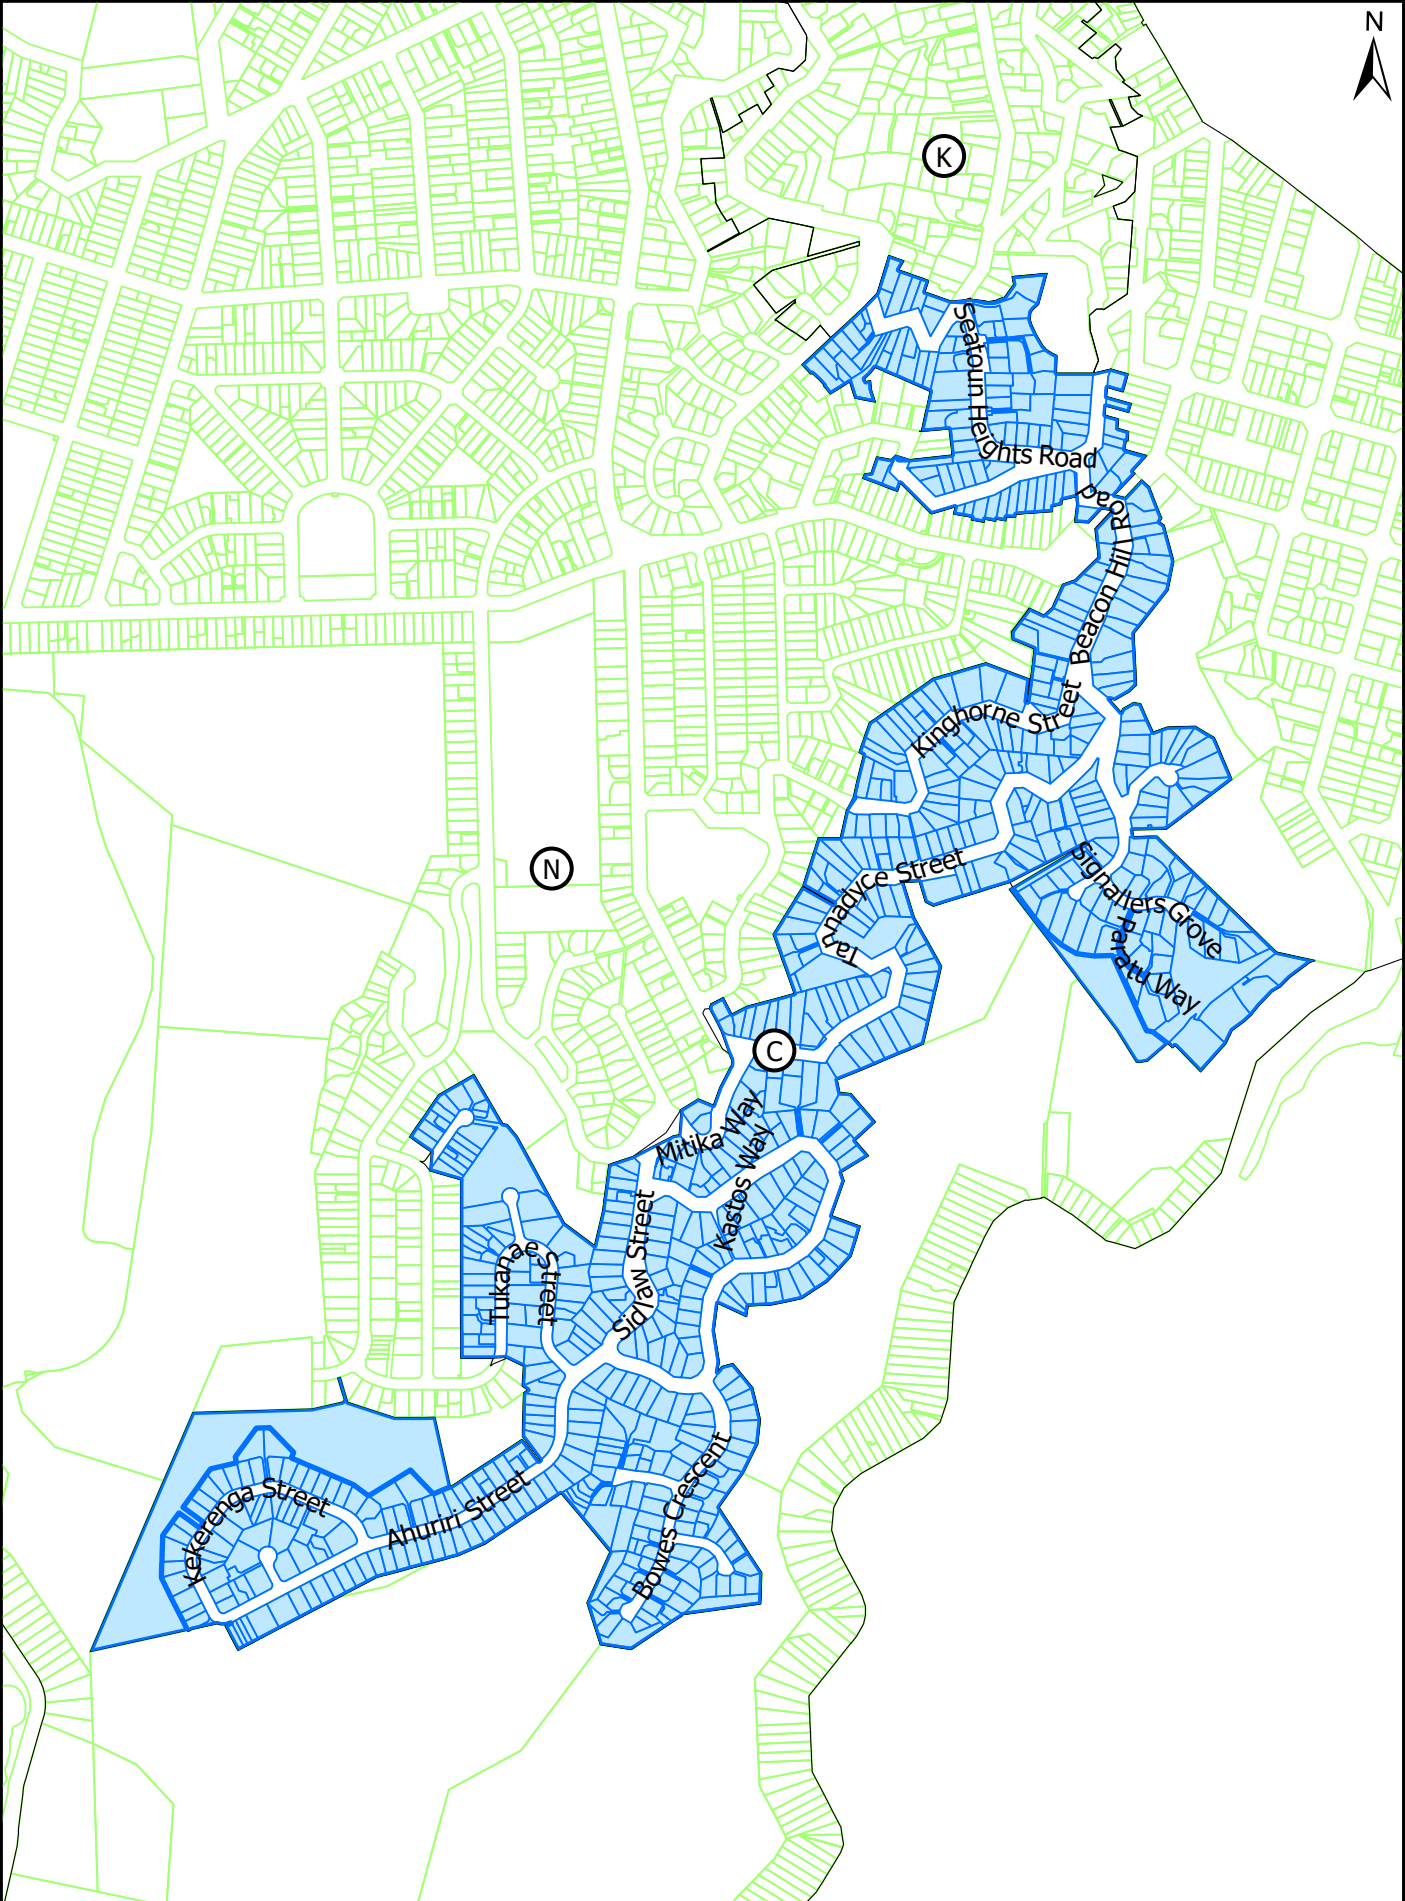 N
K
Seatoun Heights Road
Beacon Hill Road
Kinghorne Street
Signallers Grove
N
Tannadyce Street
Paratu Way
C
Mitika Way
Kastos Way
Sidlaw Street
Tukanae Street
Bowes Crescent
Kekerenga Street
Ahuriri Street